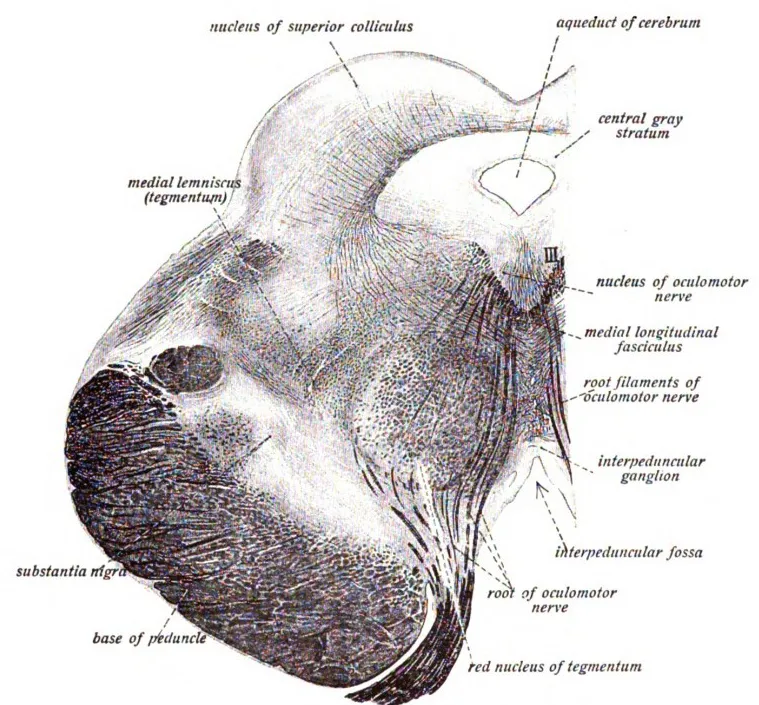 nucleus of superior colliculus
aqueduct of cerebrum
central gray
stratum
medial lemniscus
(tegmentum)
III
nucleus of oculomotor
nerve
medial longitudinal
fasciculus
root filaments of
oculomotor nerve
interpeduncular
ganglion
interpeduncular fossa
substantia nigra
root of oculomotor
nerve
base of peduncle
red nucleus of tegmentum